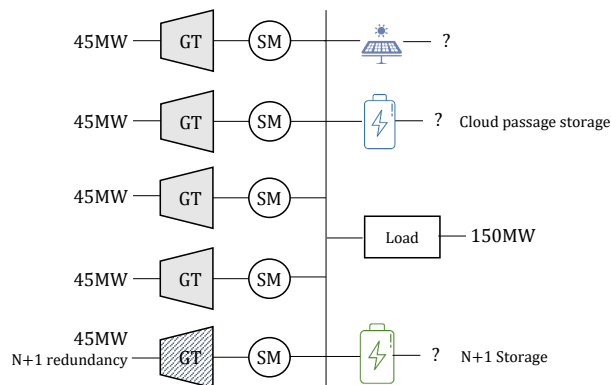 45MW GT SM ?
45MW GT SM ? Cloud passage storage
45MW GT SM
Load 150MW
45MW GT SM
45MW
N+1 redundancy GT SM ? N+1 Storage